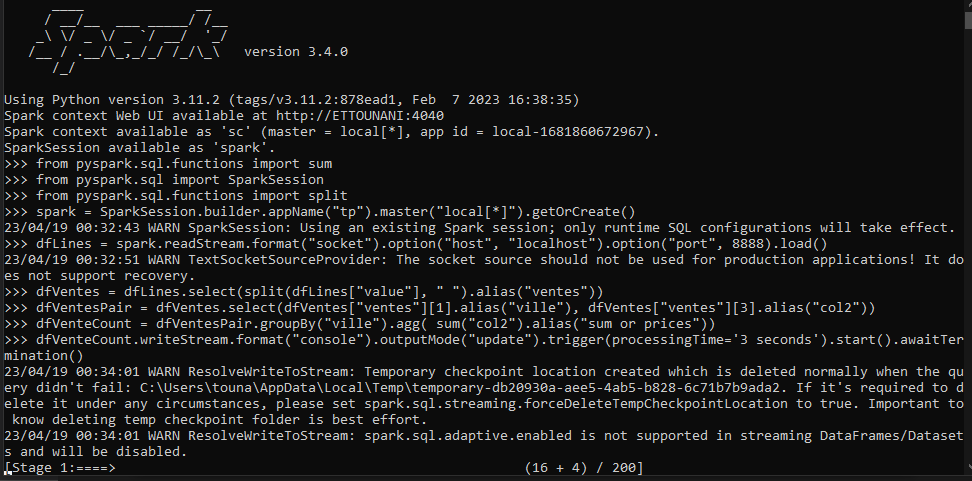 ____              __
     / __/__  ___ _____/ /__
    _\ \/ _ \/ _ `/ __/  '_/
   /__ / .__/\_,_/_/ /_/\_\   version 3.4.0
      /_/
Using Python version 3.11.2 (tags/v3.11.2:878ead1, Feb  7 2023 16:38:35)
Spark context Web UI available at http://ETTOUNANI:4040
Spark context available as 'sc' (master = local[*], app id = local-1681860672967).
SparkSession available as 'spark'.
>>> from pyspark.sql.functions import sum
>>> from pyspark.sql import SparkSession
>>> from pyspark.sql.functions import split
>>> spark = SparkSession.builder.appName("tp").master("local[*]").getOrCreate()
23/04/19 00:32:43 WARN SparkSession: Using an existing Spark session; only runtime SQL configurations will take effect.
>>> dfLines = spark.readStream.format("socket").option("host", "localhost").option("port", 8888).load()
23/04/19 00:32:51 WARN TextSocketSourceProvider: The socket source should not be used for production applications! It do
es not support recovery.
>>> dfVentes = dfLines.select(split(dfLines["value"], " ").alias("ventes"))
>>> dfVentesPair = dfVentes.select(dfVentes["ventes"][1].alias("ville"), dfVentes["ventes"][3].alias("col2"))
>>> dfVenteCount = dfVentesPair.groupBy("ville").agg( sum("col2").alias("sum or prices"))
>>> dfVenteCount.writeStream.format("console").outputMode("update").trigger(processingTime='3 seconds').start().awaitTer
mination()
23/04/19 00:34:01 WARN ResolveWriteToStream: Temporary checkpoint location created which is deleted normally when the qu
ery didn't fail: C:\Users\touna\AppData\Local\Temp\temporary-db20930a-aee5-4ab5-b828-6c71b7b9ada2. If it's required to d
elete it under any circumstances, please set spark.sql.streaming.forceDeleteTempCheckpointLocation to true. Important to
 know deleting temp checkpoint folder is best effort.
23/04/19 00:34:01 WARN ResolveWriteToStream: spark.sql.adaptive.enabled is not supported in streaming DataFrames/Dataset
s and will be disabled.
[Stage 1:====>                                                   (16 + 4) / 200]